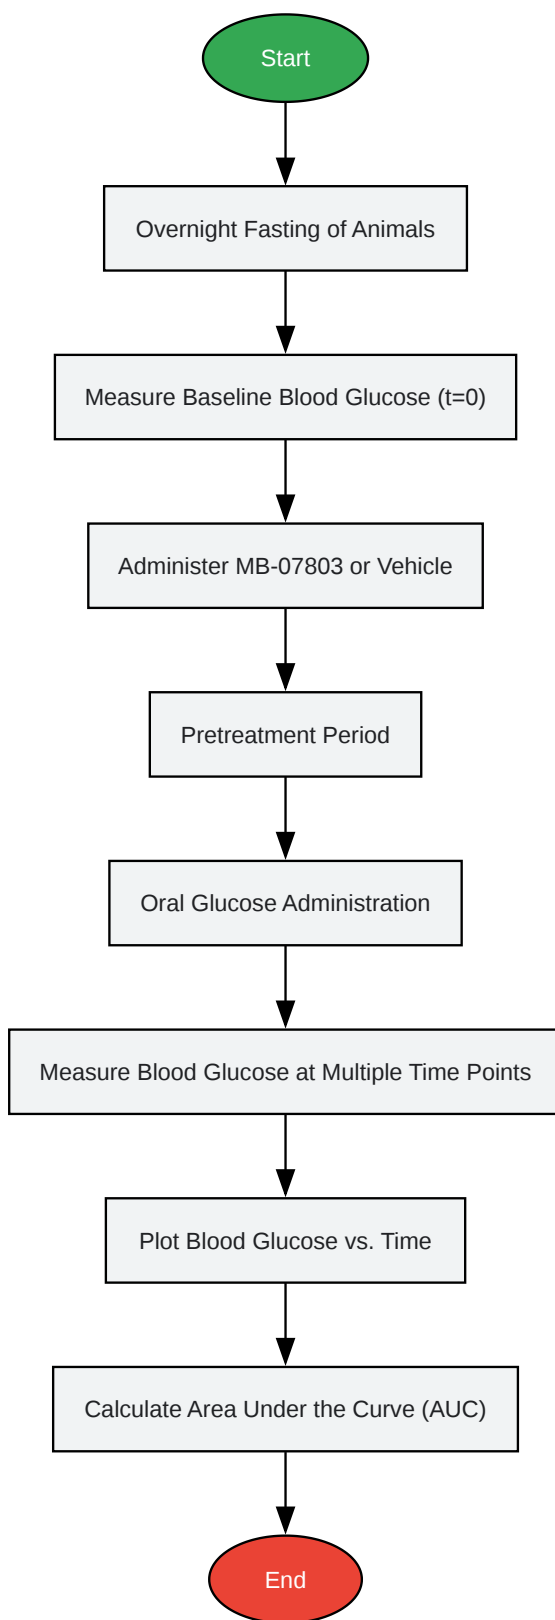 Start
Overnight Fasting of Animals
Measure Baseline Blood Glucose (t=0)
Administer MB-07803 or Vehicle
Pretreatment Period
Oral Glucose Administration
Measure Blood Glucose at Multiple Time Points
Plot Blood Glucose vs. Time
Calculate Area Under the Curve (AUC)
End